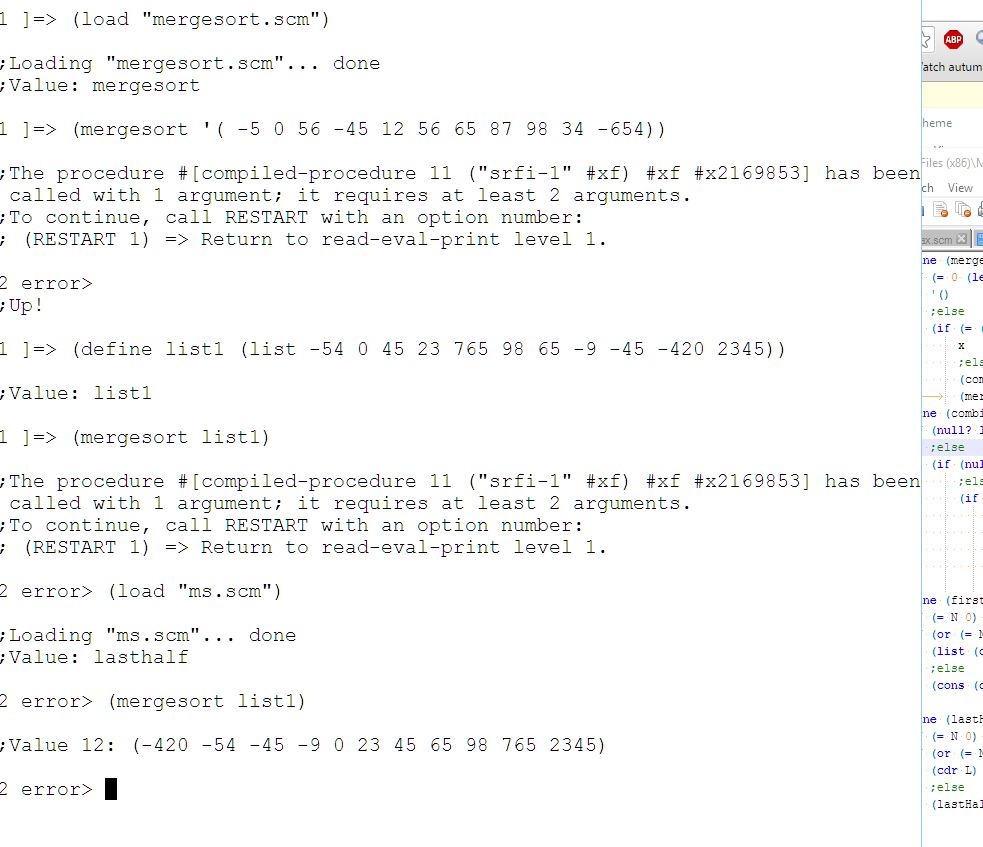 1 ]=> (load "mergesort.scm")
;Loading "mergesort.scm"... done
;Value: mergesort
1 ]=> (mergesort '( -5 0 56 -45 12 56 65 87 98 34 -654))
;The procedure #[compiled-procedure 11 ("srfi-1" #xf) #xf #x2169853] has been
called with 1 argument; it requires at least 2 arguments.
;To continue, call RESTART with an option number:
; (RESTART 1) => Return to read-eval-print level 1.
2 error>
;Up!
1 ]=> (define list1 (list -54 0 45 23 765 98 65 -9 -45 -420 2345))
;Value: list1
1 ]=> (mergesort list1)
;The procedure #[compiled-procedure 11 ("srfi-1" #xf) #xf #x2169853] has been
called with 1 argument; it requires at least 2 arguments.
;To continue, call RESTART with an option number:
; (RESTART 1) => Return to read-eval-print level 1.
2 error> (load "ms.scm")
;Loading "ms.scm"... done
;Value: lasthalf
2 error> (mergesort list1)
;Value 12: (-420 -54 -45 -9 0 23 45 65 98 765 2345)
2 error>
ABP
atch autum
heme
Files (x86)\M
ch View
ax.scm
ne (merge
(= 0 (le
'()
;else
(if (= (
x
;els
(com
(mer
ne (combi
(null? l
;else
(if (nul
;els
(if
ne (first
(= N 0)
(or (= N
(list (c
;else
(cons (c
ne (lastH
(= N 0)
(or (= N
(cdr L)
;else
(lastHal